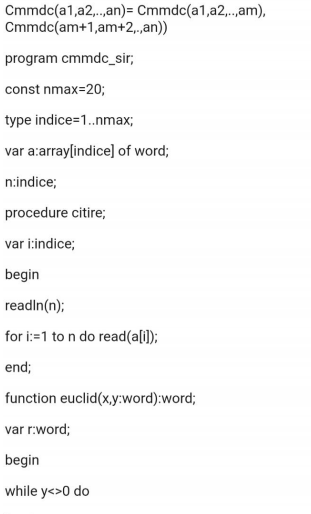 Cmmdc(a1,a2,..,an)= Cmmdc(a1,a2,..,am),
Cmmdc(am+1,am+2,.,an))
program cmmdc_sir;
const nmax=20;
type indice=1..nmax;
var a:array[indice] of word;
n:indice;
procedure citire;
var i:indice;
begin
readln(n);
for i:=1 to n do read(a[i]);
end;
function euclid(x,y:word):word;
var r:word;
begin
while y<>0 do